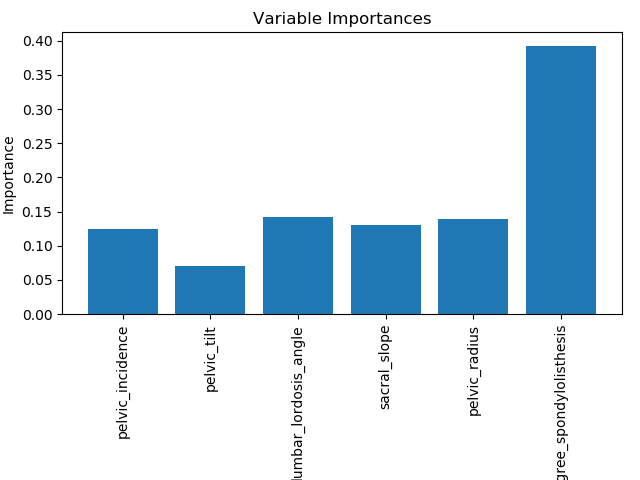 Variable Importances
Importance
0.40
0.35
0.30
0.25
0.20
0.15
0.10
0.05
0.00
pelvic_incidence
pelvic_tilt
lumbar_lordosis_angle
sacral_slope
pelvic_radius
gree_spondylolisthesis